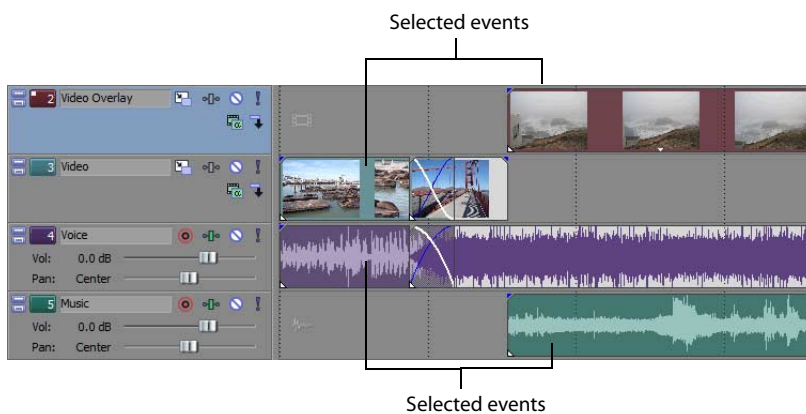 Selected events
2 Video Overlay
3 Video
4 Voice
Vol: 0.0 dB
Pan: Center
5 Music
Vol: 0.0 dB
Pan: Center
Selected events